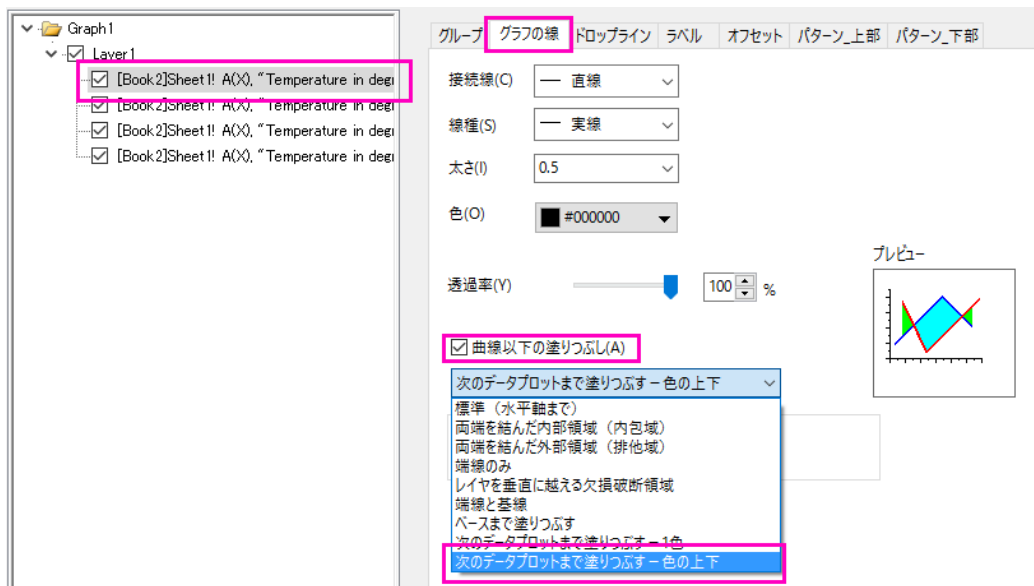 Graph1
Layer1
[Book2]Sheet1! A(X), "Temperature in degr
[Book2]Sheet1! A(X), "Temperature in degr
[Book2]Sheet1! A(X), "Temperature in degr
[Book2]Sheet1! A(X), "Temperature in degr
グループ グラフの線 ドロップライン ラベル オフセット パターン_上部 パターン_下部
接続線(C) 直線
線種(S) 実線
太さ(I) 0.5
色(O) #000000
透過率(Y) 100 %
プレビュー
曲線以下の塗りつぶし(A)
次のデータプロットまで塗りつぶす－色の上下
標準（水平軸まで）
両端を結んだ内部領域（内包域）
両端を結んだ外部領域（排他域）
端線のみ
レイヤを垂直に越える欠損破断領域
端線と基線
ベースまで塗りつぶす
次のデータプロットまで塗りつぶす－1色
次のデータプロットまで塗りつぶす－色の上下